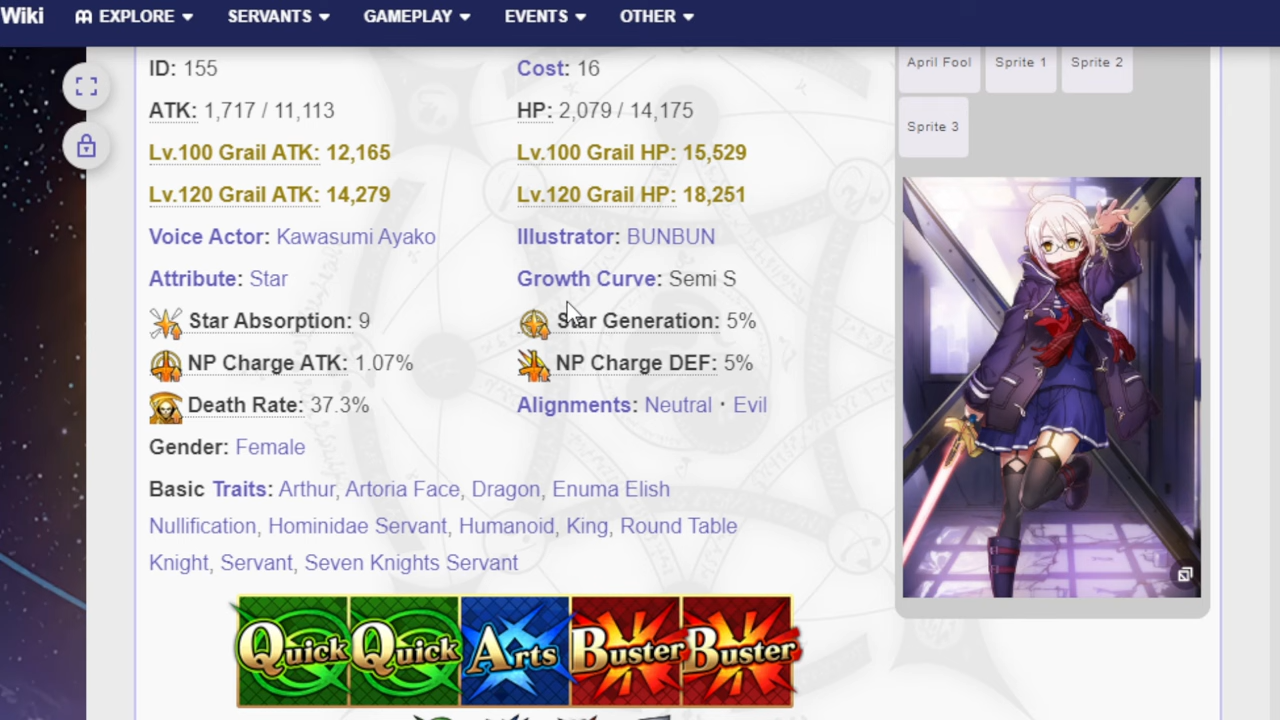 Wiki EXPLORE SERVANTS GAMEPLAY EVENTS OTHER
ID: 155 Cost: 16
ATK: 1,717 / 11,113 HP: 2,079 / 14,175
Lv.100 Grail ATK: 12,165 Lv.100 Grail HP: 15,529
Lv.120 Grail ATK: 14,279 Lv.120 Grail HP: 18,251
Voice Actor: Kawasumi Ayako Illustrator: BUNBUN
Attribute: Star Growth Curve: Semi S
Star Absorption: 9 Star Generation: 5%
NP Charge ATK: 1.07% NP Charge DEF: 5%
Death Rate: 37.3% Alignments: Neutral・Evil
Gender: Female
Basic Traits: Arthur, Artoria Face, Dragon, Enuma Elish
Nullification, Hominidae Servant, Humanoid, King, Round Table
Knight, Servant, Seven Knights Servant
Quick Quick Arts Buster Buster
April Fool Sprite 1 Sprite 2
Sprite 3